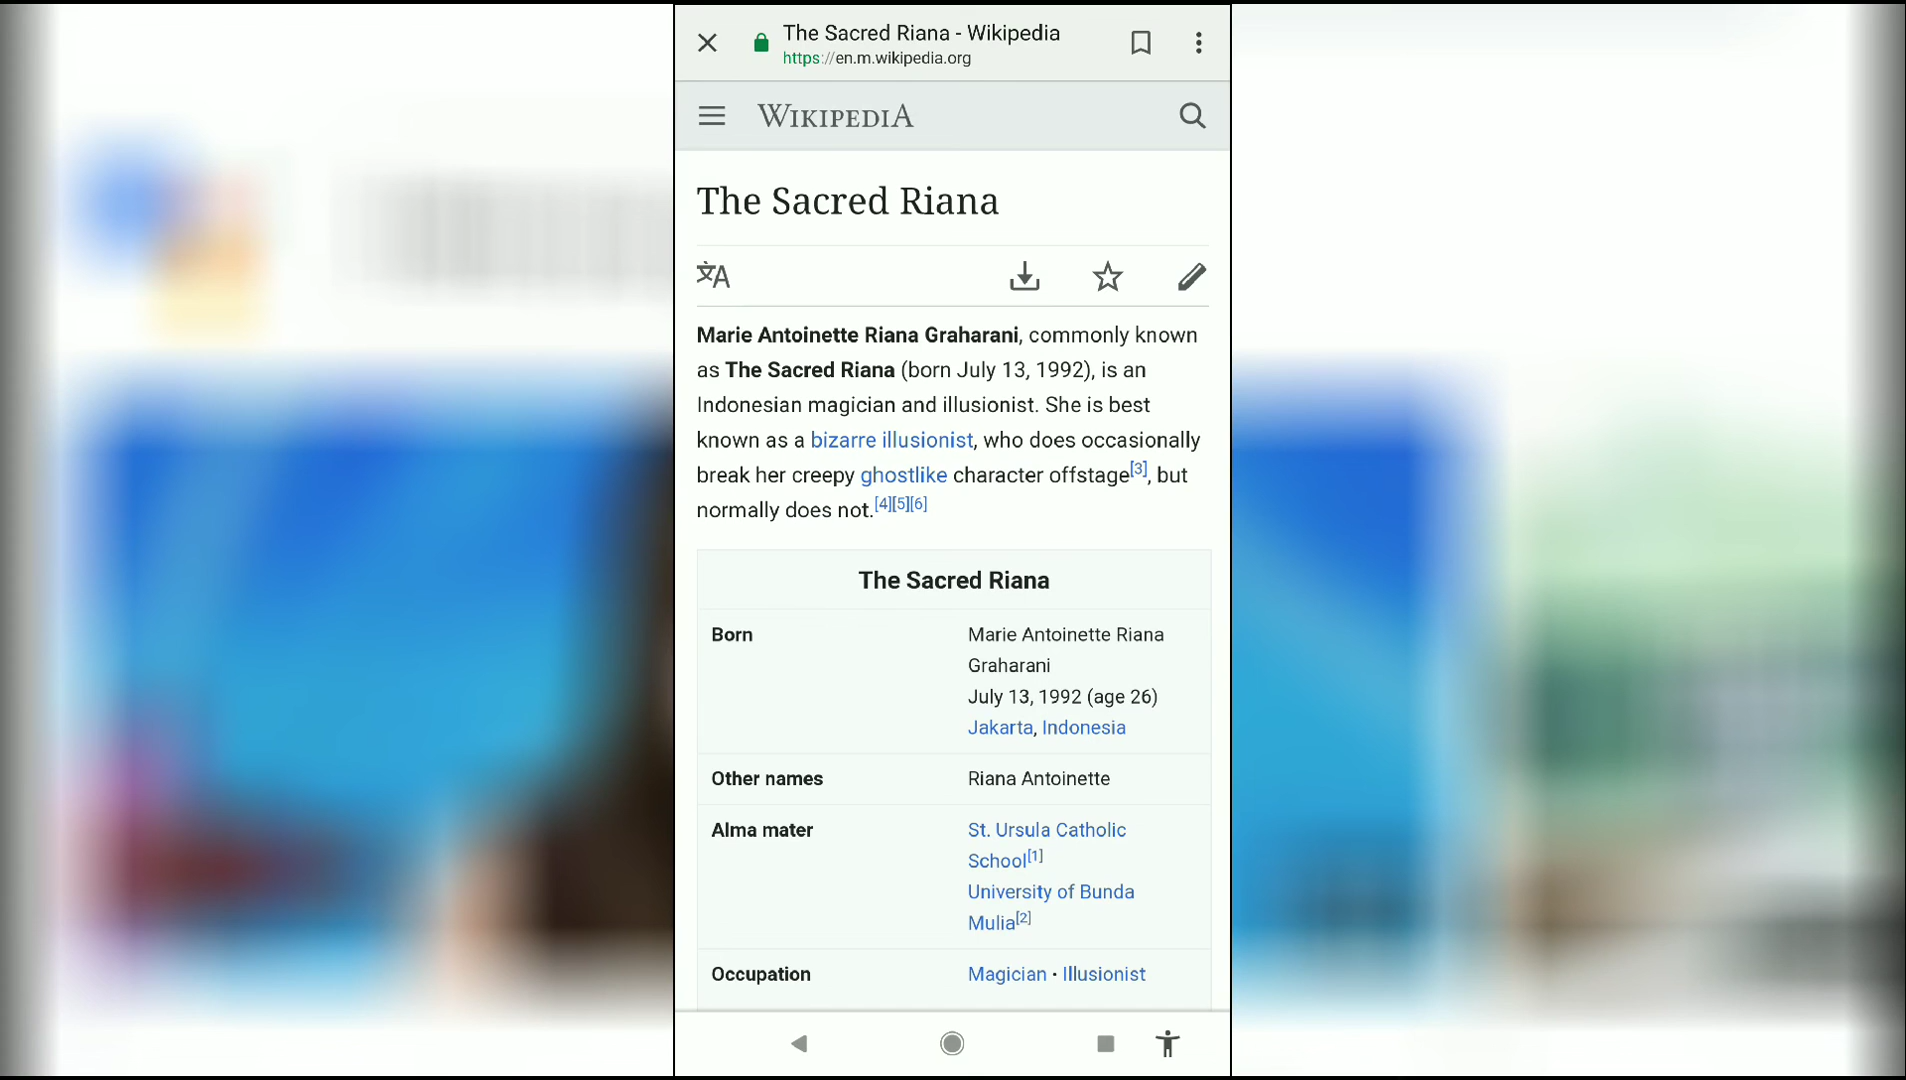 The Sacred Riana - Wikipedia
https://en.m.wikipedia.org
WIKIPEDIA
The Sacred Riana
文A
Marie Antoinette Riana Graharani, commonly known
as The Sacred Riana (born July 13, 1992), is an
Indonesian magician and illusionist. She is best
known as a bizarre illusionist, who does occasionally
break her creepy ghostlike character offstage[3], but
normally does not.[4][5][6]
The Sacred Riana
Born
Marie Antoinette Riana
Graharani
July 13, 1992 (age 26)
Jakarta, Indonesia
Other names
Riana Antoinette
Alma mater
St. Ursula Catholic
School[1]
University of Bunda
Mulia[2]
Occupation
Magician · Illusionist